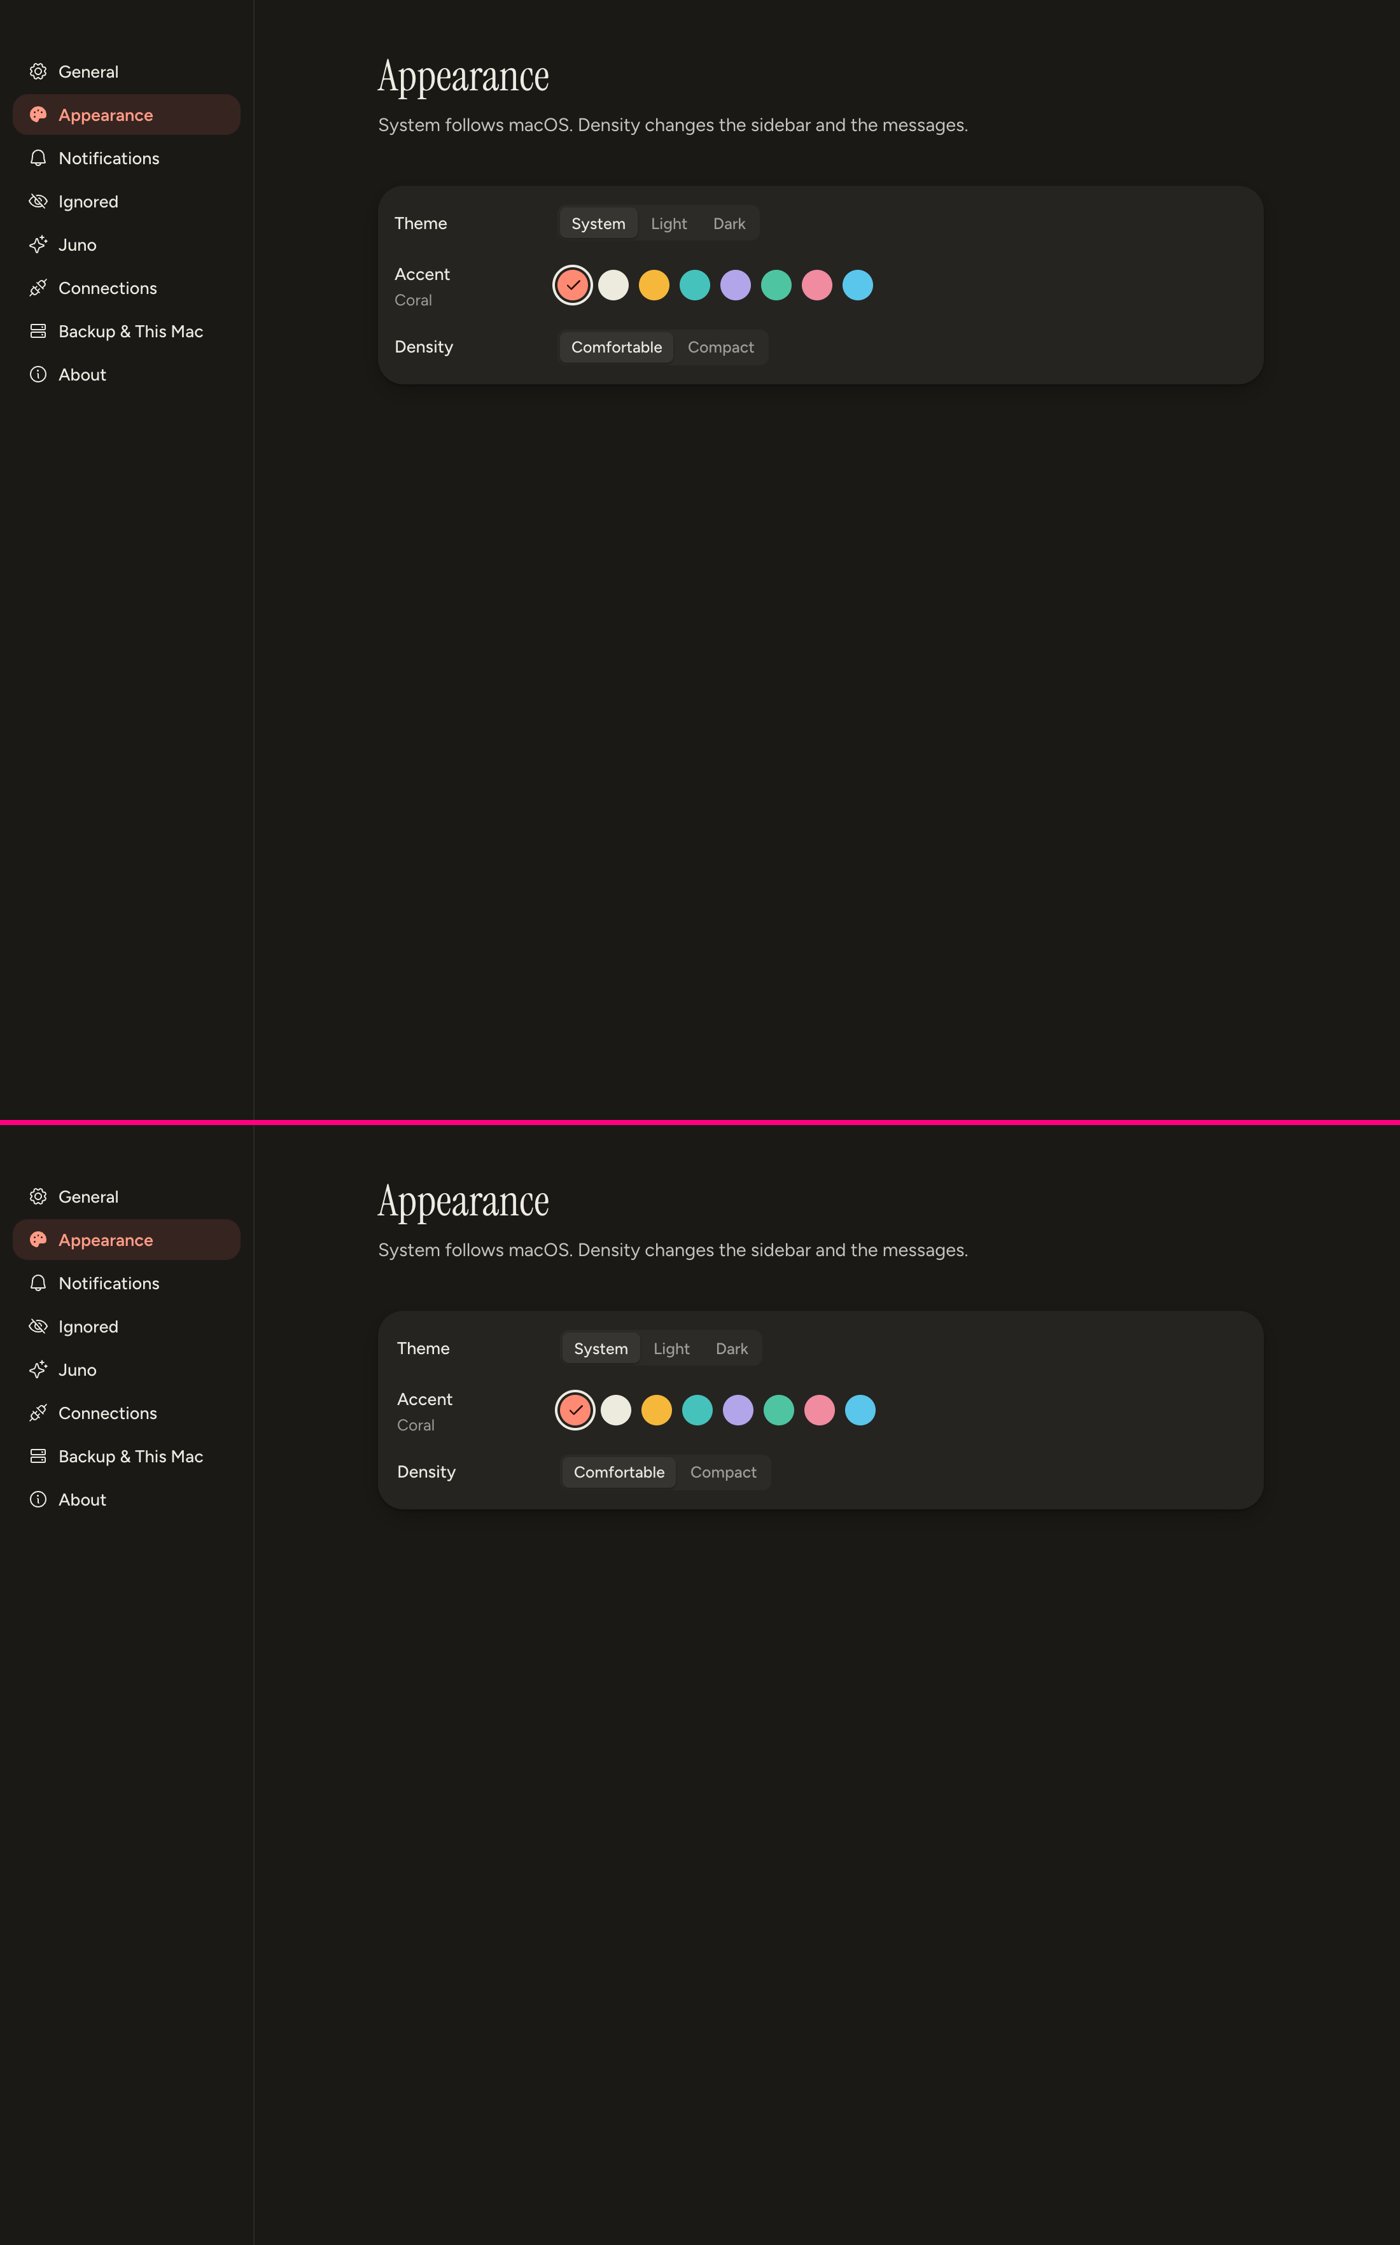 General
Appearance
Notifications
Ignored
Juno
Connections
Backup & This Mac
About
Appearance
System follows macOS. Density changes the sidebar and the messages.
Theme System Light Dark
Accent
Coral
Density Comfortable Compact
General
Appearance
Notifications
Ignored
Juno
Connections
Backup & This Mac
About
Appearance
System follows macOS. Density changes the sidebar and the messages.
Theme System Light Dark
Accent
Coral
Density Comfortable Compact